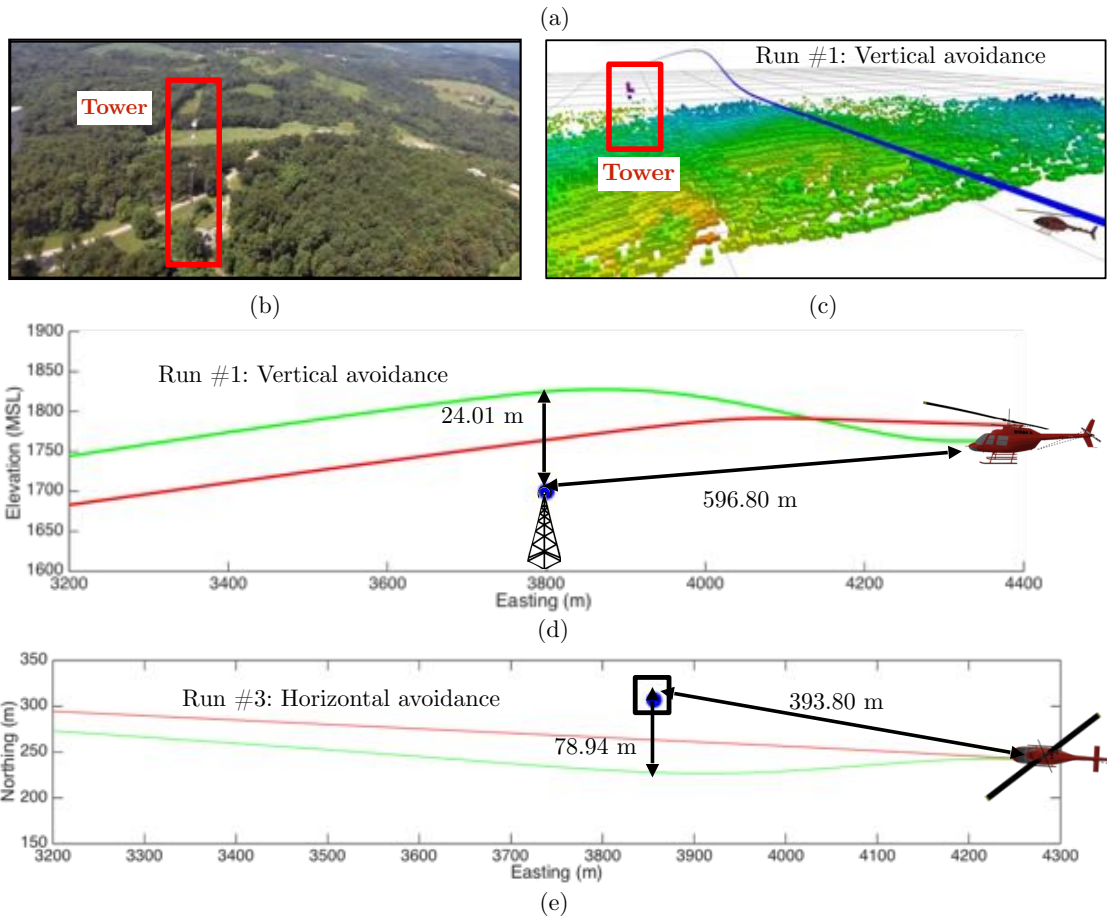 (a)
Tower
Run #1: Vertical avoidance
Tower
(b)
(c)
1900
1850
1800
1750
1700
1650
1600
Elevation (MSL)
Run #1: Vertical avoidance
24.01 m
596.80 m
3200
3400
3600
3800
4000
4200
4400
Easting (m)
(d)
350
300
250
200
150
Northing (m)
Run #3: Horizontal avoidance
393.80 m
78.94 m
3200
3300
3400
3500
3600
3700
3800
3900
4000
4100
4200
4300
Easting (m)
(e)